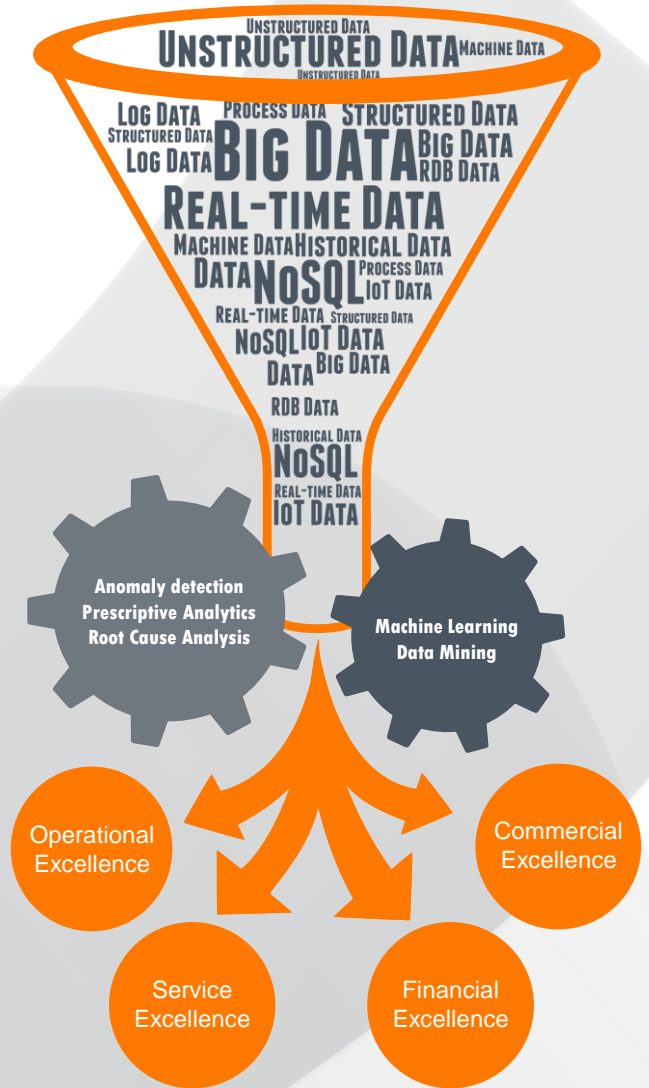 UNSTRUCTURED DATA
UNSTRUCTURED DATA MACHINE DATA
UNSTRUCTURED DATA
LOG DATA PROCESS DATA STRUCTURED DATA
STRUCTURED DATA BIG DATA BIG DATA
LOG DATA RDB DATA
REAL-TIME DATA
MACHINE DATA HISTORICAL DATA
DATA NOSQL PROCESS DATA
IOT DATA
REAL-TIME DATA STRUCTURED DATA
NOSQL IOT DATA
DATA BIG DATA
RDB DATA
HISTORICAL DATA
NOSQL
REAL-TIME DATA
IOT DATA
Anomaly detection
Prescriptive Analytics
Root Cause Analysis
Machine Learning
Data Mining
Operational
Excellence
Commercial
Excellence
Service
Excellence
Financial
Excellence